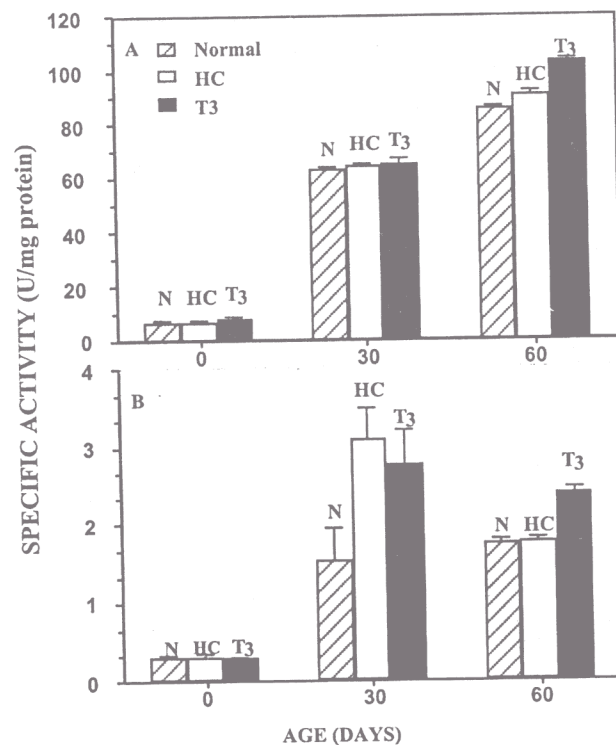 SPECIFIC ACTIVITY (U/mg protein)
120
100
80
60
40
20
0
A
Normal
HC
T3
N HC T3
N HC T3
N HC T3
0 30 60
4
3
2
1
0
B
N HC T3
N HC T3
N HC T3
0 30 60
AGE (DAYS)